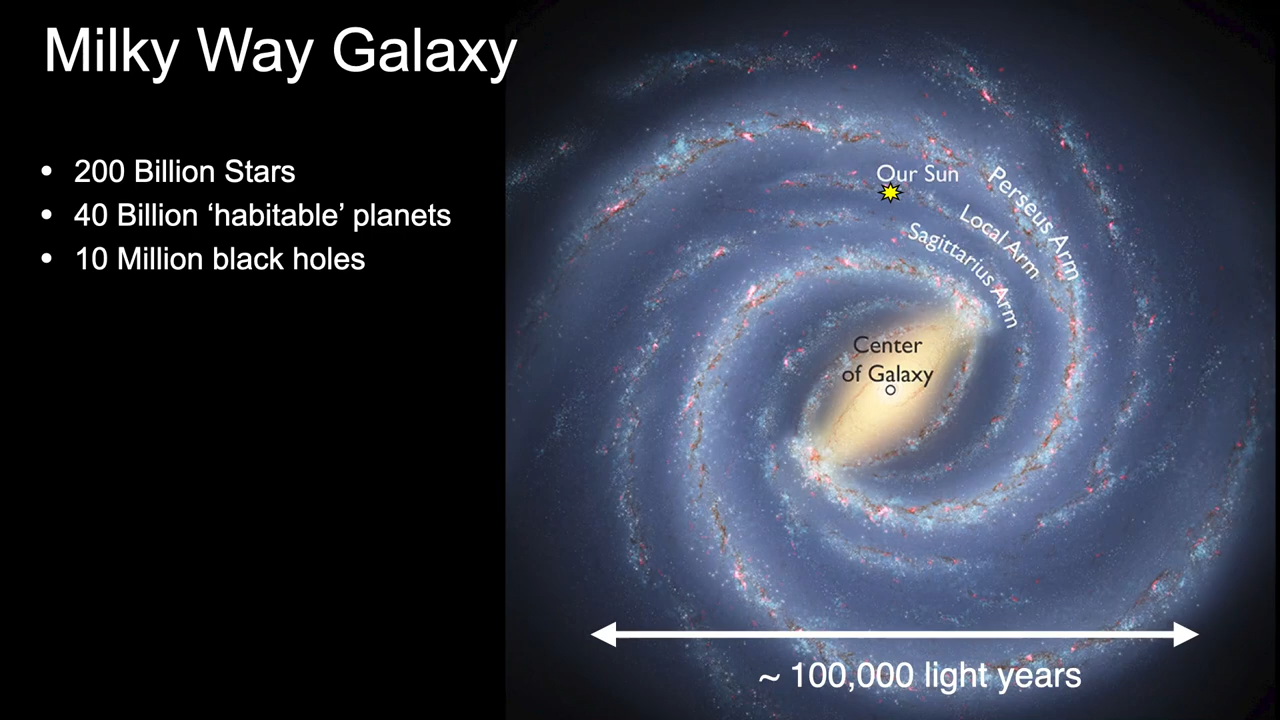 Milky Way Galaxy
• 200 Billion Stars
• 40 Billion ‘habitable’ planets
• 10 Million black holes
Our Sun
Perseus Arm
Local Arm
Sagittarius Arm
Center
of Galaxy
~ 100,000 light years